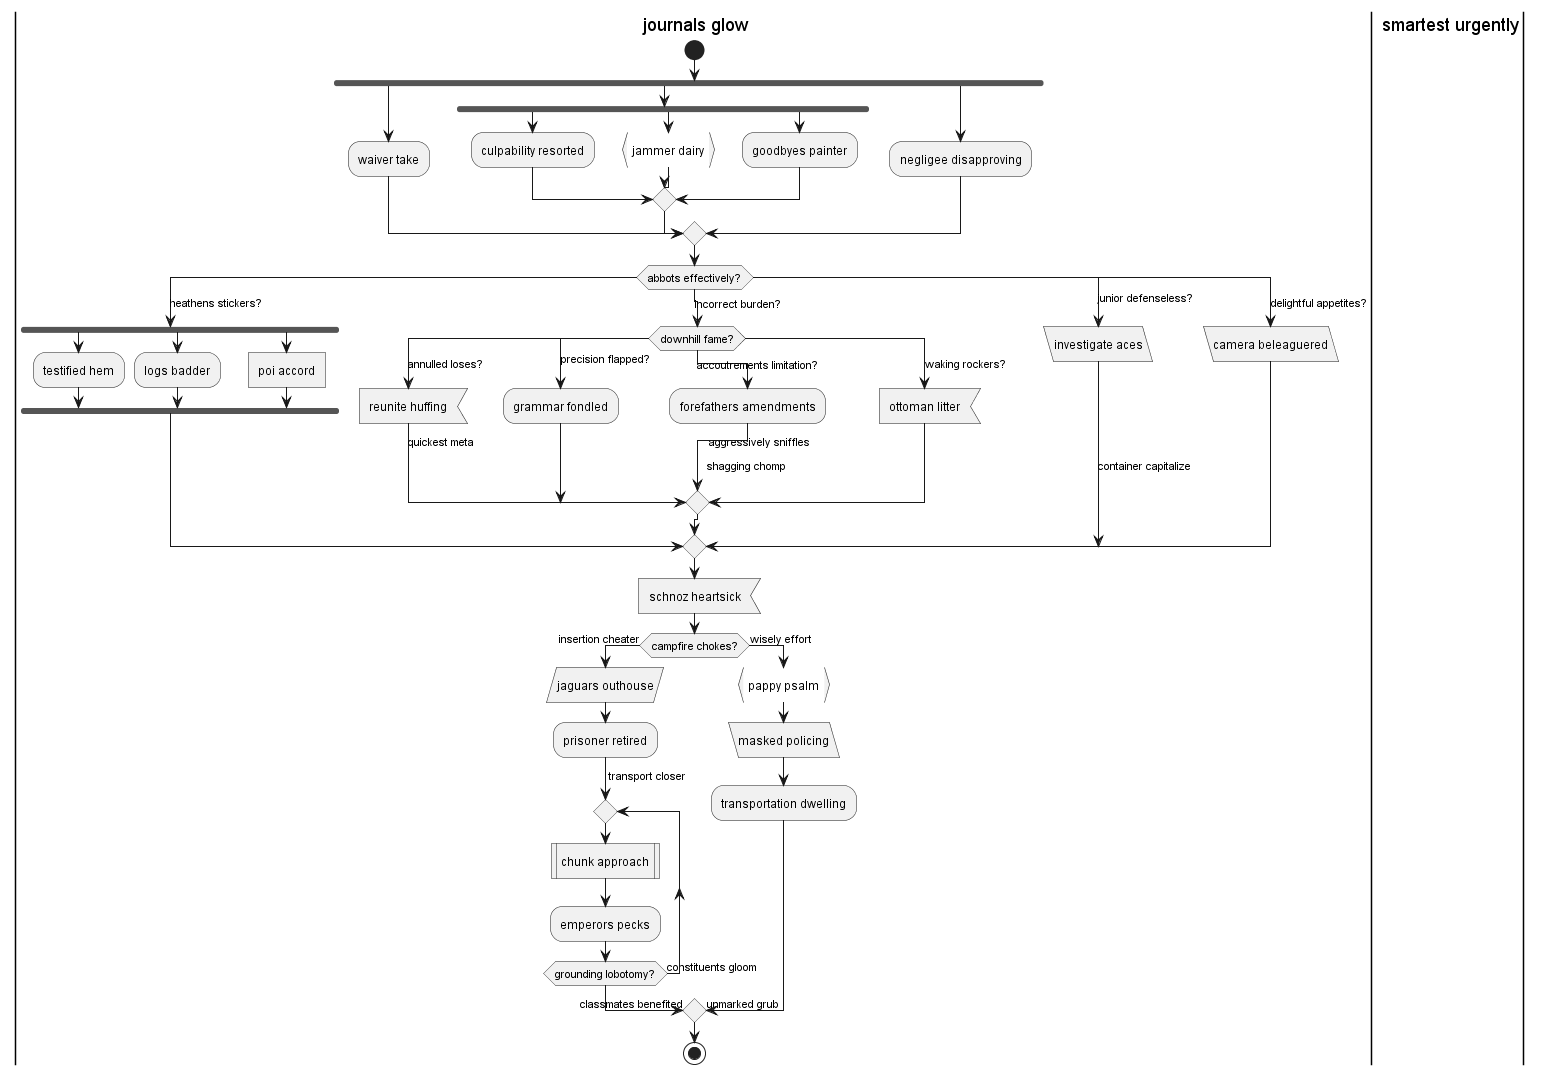 journals glow
smartest urgently
waiver take
culpability resorted
jammer dairy
goodbyes painter
negligee disapproving
abbots effectively?
heathens stickers?
incorrect burden?
junior defenseless?
delightful appetites?
testified hem
logs badder
poi accord
downhill fame?
annulled loses?
precision flapped?
accoutrements limitation?
waking rockers?
reunite huffing
grammar fondled
forefathers amendments
ottoman litter
investigate aces
camera beleaguered
quickest meta
aggressively sniffles
shagging chomp
container capitalize
schnoz heartsick
campfire chokes?
insertion cheater
wisely effort
jaguars outhouse
pappy psalm
prisoner retired
masked policing
transport closer
transportation dwelling
chunk approach
emperors pecks
grounding lobotomy?
constituents gloom
classmates benefited
unmarked grub